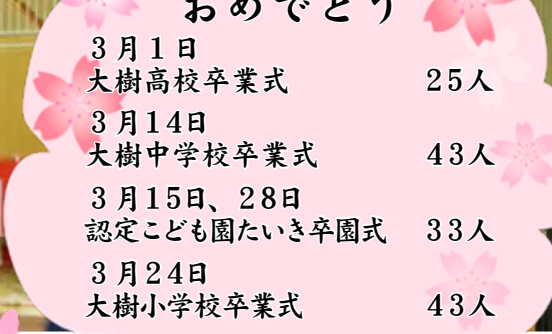 おめでとう
３月１日
大樹高校卒業式　25人
３月14日
大樹中学校卒業式　43人
３月15日、28日
認定こども園たいき卒園式　33人
３月24日
大樹小学校卒業式　43人